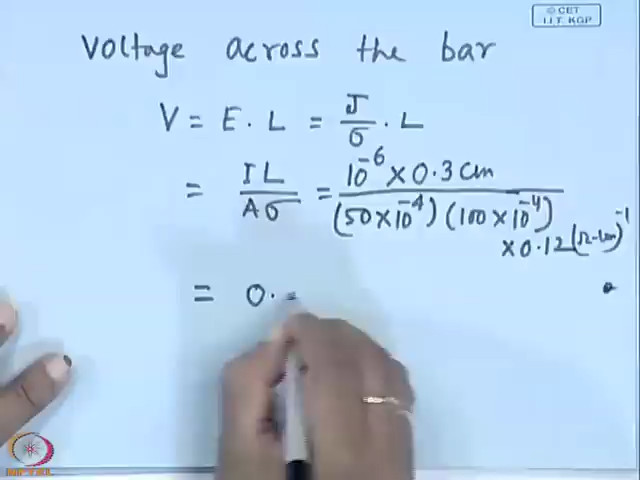 © CET
I.I.T. KGP
Voltage across the bar
V = E · L = J/σ · L
= IL/Aσ = 10⁻⁶ × 0.3 cm/(50×10⁻⁴)(100×10⁻⁴)
× 0.12 (Ω-cm)⁻¹
= 0.
NPTEL